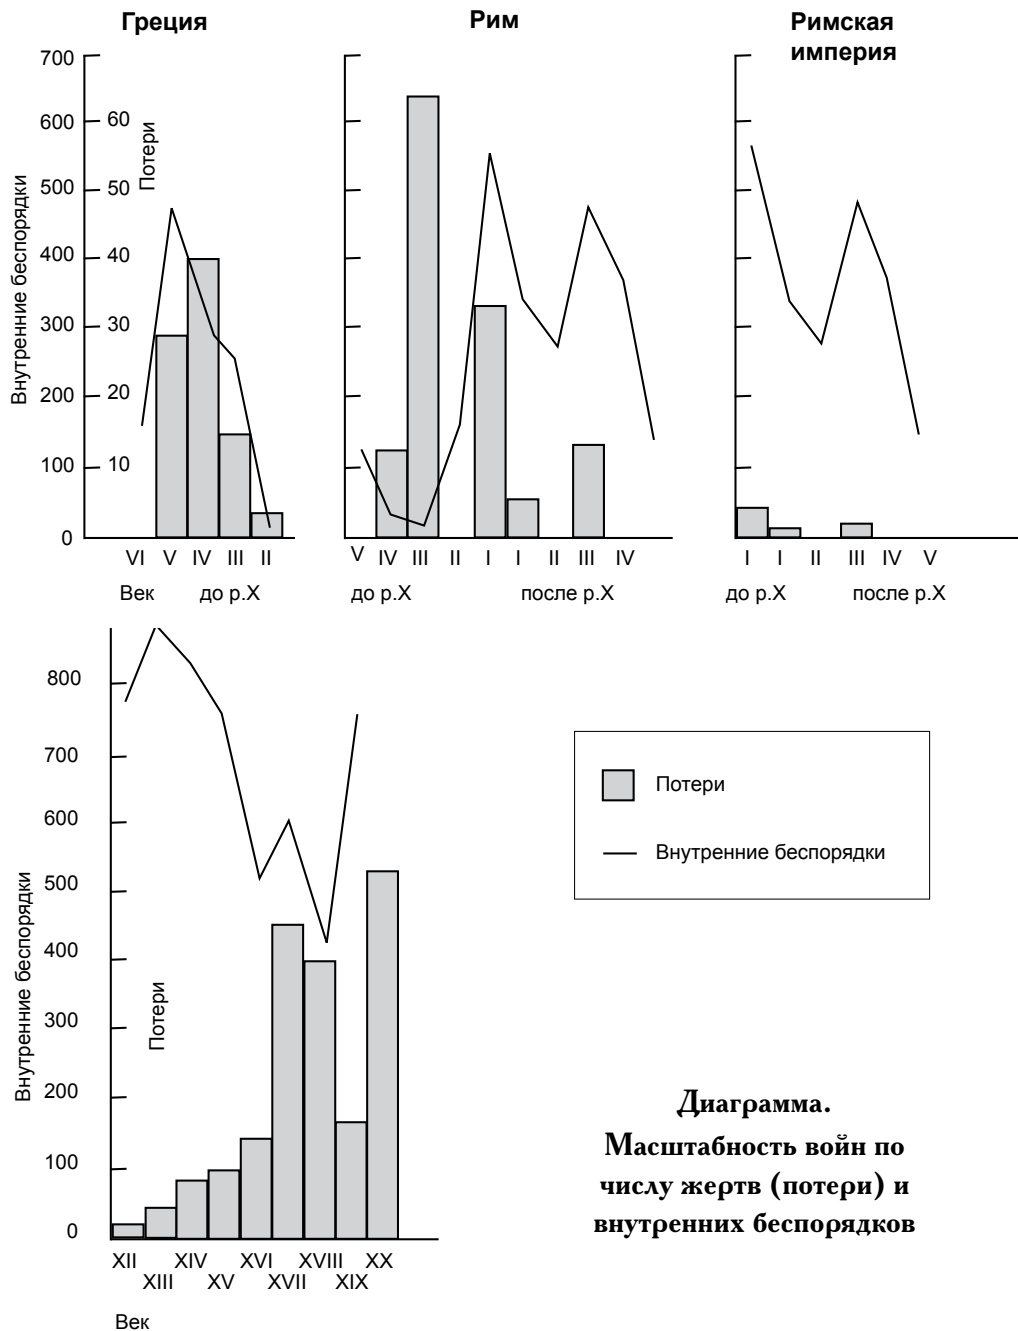 Греция
Рим
Римская
империя
700
600
500
400
300
200
100
0
Внутренние беспорядки
60
50
40
30
20
10
Потери
VI V IV III II
Век до р.Х
V IV III II I I II III IV
до р.Х после р.Х
I I II III IV V
до р.Х после р.Х
800
700
600
500
400
300
200
100
0
Внутренние беспорядки
Потери
XII XIV XVI XVIII XX
XIII XV XVII XIX
Век
Потери
Внутренние беспорядки
Диаграмма.
Масштабность войн по
числу жертв (потери) и
внутренних беспорядков